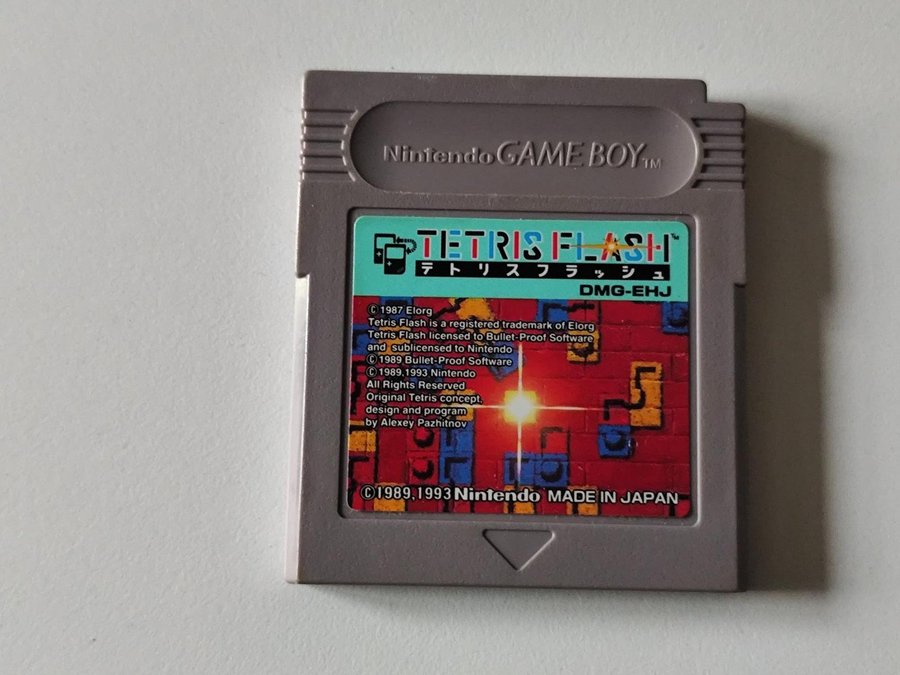 Nintendo GAME BOY TM
TETRIS FLASH TM
テトリスフラッシュ
DMG-EHJ
© 1987 Elorg
Tetris Flash is a registered trademark of Elorg
Tetris Flash licensed to Bullet-Proof Software
and sublicensed to Nintendo
© 1989 Bullet-Proof Software
© 1989,1993 Nintendo
All Rights Reserved
Original Tetris concept,
design and program
by Alexey Pazhitnov
© 1989,1993 Nintendo MADE IN JAPAN